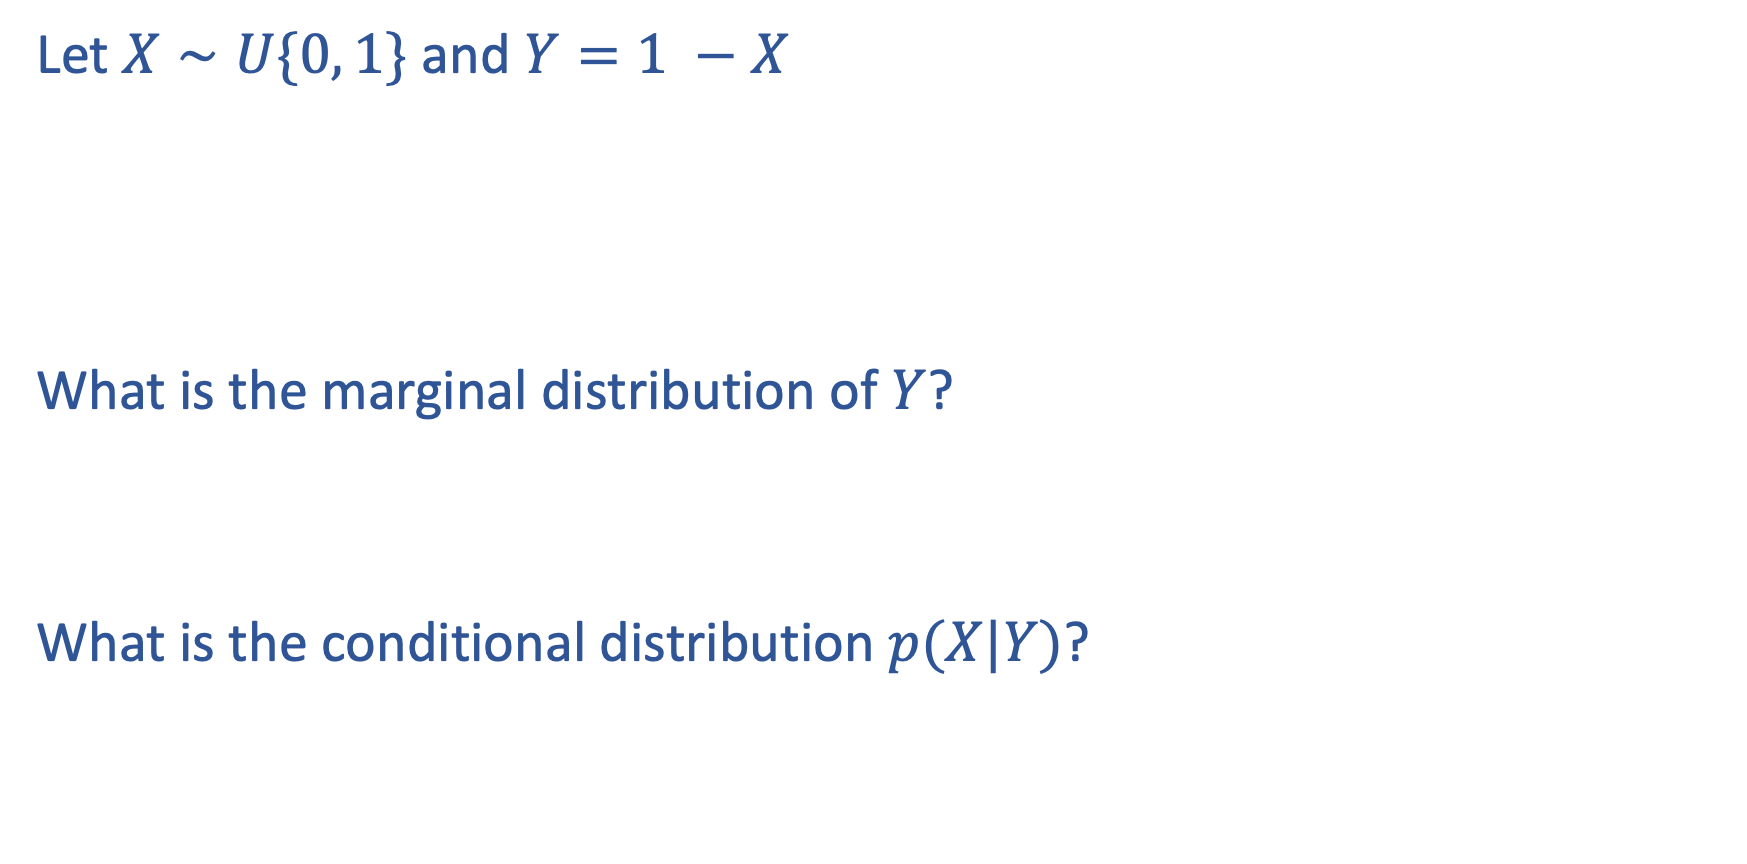 Let X ~ U{0, 1} and Y = 1 − X
What is the marginal distribution of Y?
What is the conditional distribution p(X|Y)?